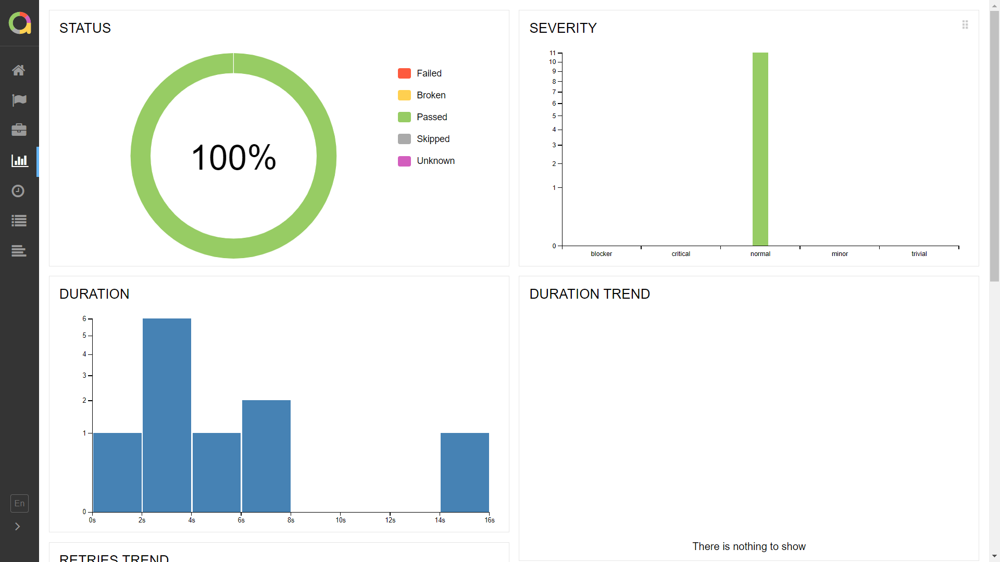 STATUS
100%
Failed
Broken
Passed
Skipped
Unknown
SEVERITY
11
10
9
8
7
6
5
4
3
2
1
0
blocker critical normal minor trivial
DURATION
6
5
4
3
2
1
0
0s 2s 4s 6s 8s 10s 12s 14s 16s
DURATION TREND
There is nothing to show
RETRIES TREND
En